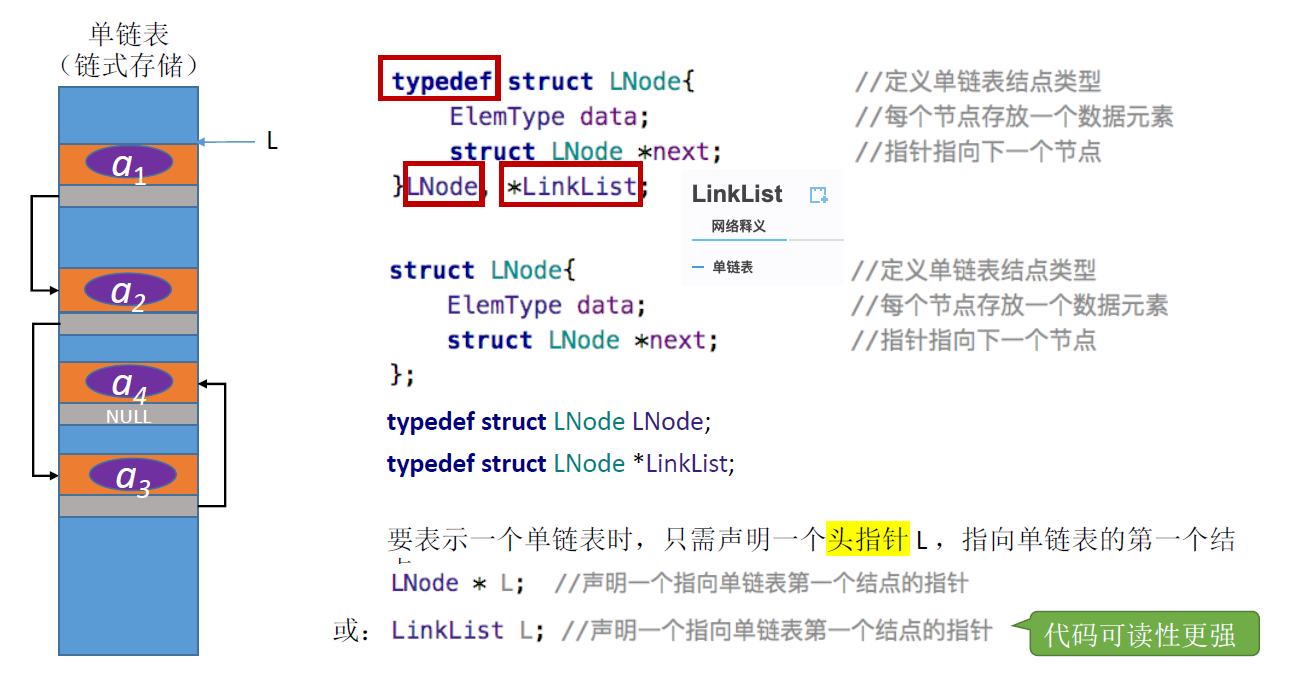 单链表
（链式存储）
L
a1
a2
a4
NULL
a3
typedef struct LNode{ //定义单链表结点类型
ElemType data; //每个节点存放一个数据元素
struct LNode *next; //指针指向下一个节点
}LNode, *LinkList;
LinkList
网络释义
单链表
struct LNode{ //定义单链表结点类型
ElemType data; //每个节点存放一个数据元素
struct LNode *next; //指针指向下一个节点
};
typedef struct LNode LNode;
typedef struct LNode *LinkList;
要表示一个单链表时，只需声明一个头指针 L ，指向单链表的第一个结
LNode * L; //声明一个指向单链表第一个结点的指针
或： LinkList L; //声明一个指向单链表第一个结点的指针
代码可读性更强